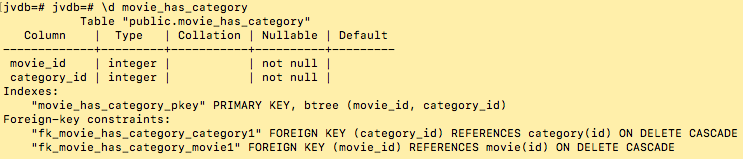 jvdb=# jvdb=# \d movie_has_category
         Table "public.movie_has_category"
   Column    |  Type   | Collation | Nullable | Default
-------------+---------+-----------+----------+---------
 movie_id    | integer |           | not null |
 category_id | integer |           | not null |
Indexes:
    "movie_has_category_pkey" PRIMARY KEY, btree (movie_id, category_id)
Foreign-key constraints:
    "fk_movie_has_category_category1" FOREIGN KEY (category_id) REFERENCES category(id) ON DELETE CASCADE
    "fk_movie_has_category_movie1" FOREIGN KEY (movie_id) REFERENCES movie(id) ON DELETE CASCADE